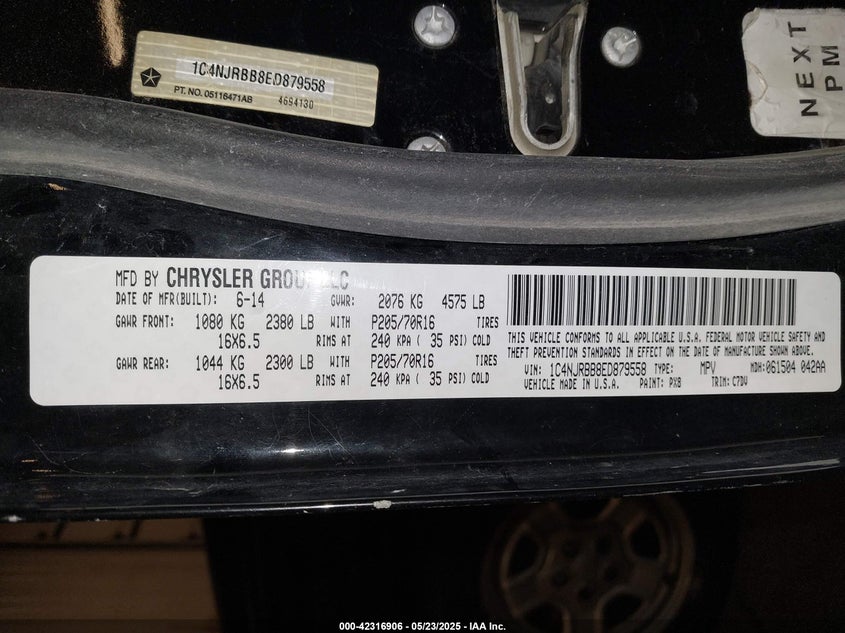 1C4NJRBB8ED879558
PT. NO. 05116471AB 4694130
NEXT
PM
MFD BY CHRYSLER GROUP LLC
DATE OF MFR(BUILT): 6-14 GVWR: 2076 KG 4575 LB
GAWR FRONT: 1080 KG 2380 LB WITH P205/70R16 TIRES
16X6.5 RIMS AT 240 KPA ( 35 PSI) COLD
GAWR REAR: 1044 KG 2300 LB WITH P205/70R16 TIRES
16X6.5 RIMS AT 240 KPA ( 35 PSI) COLD
THIS VEHICLE CONFORMS TO ALL APPLICABLE U.S.A. FEDERAL MOTOR VEHICLE SAFETY AND
THEFT PREVENTION STANDARDS IN EFFECT ON THE DATE OF MANUFACTURE SHOWN ABOVE.
VIN: 1C4NJRBB8ED879558 TYPE: MPV MDH:061504 042AA
VEHICLE MADE IN U.S.A. PAINT: PX8 TRIM: C7DV
000-42316906 - 05/23/2025 - IAA Inc.